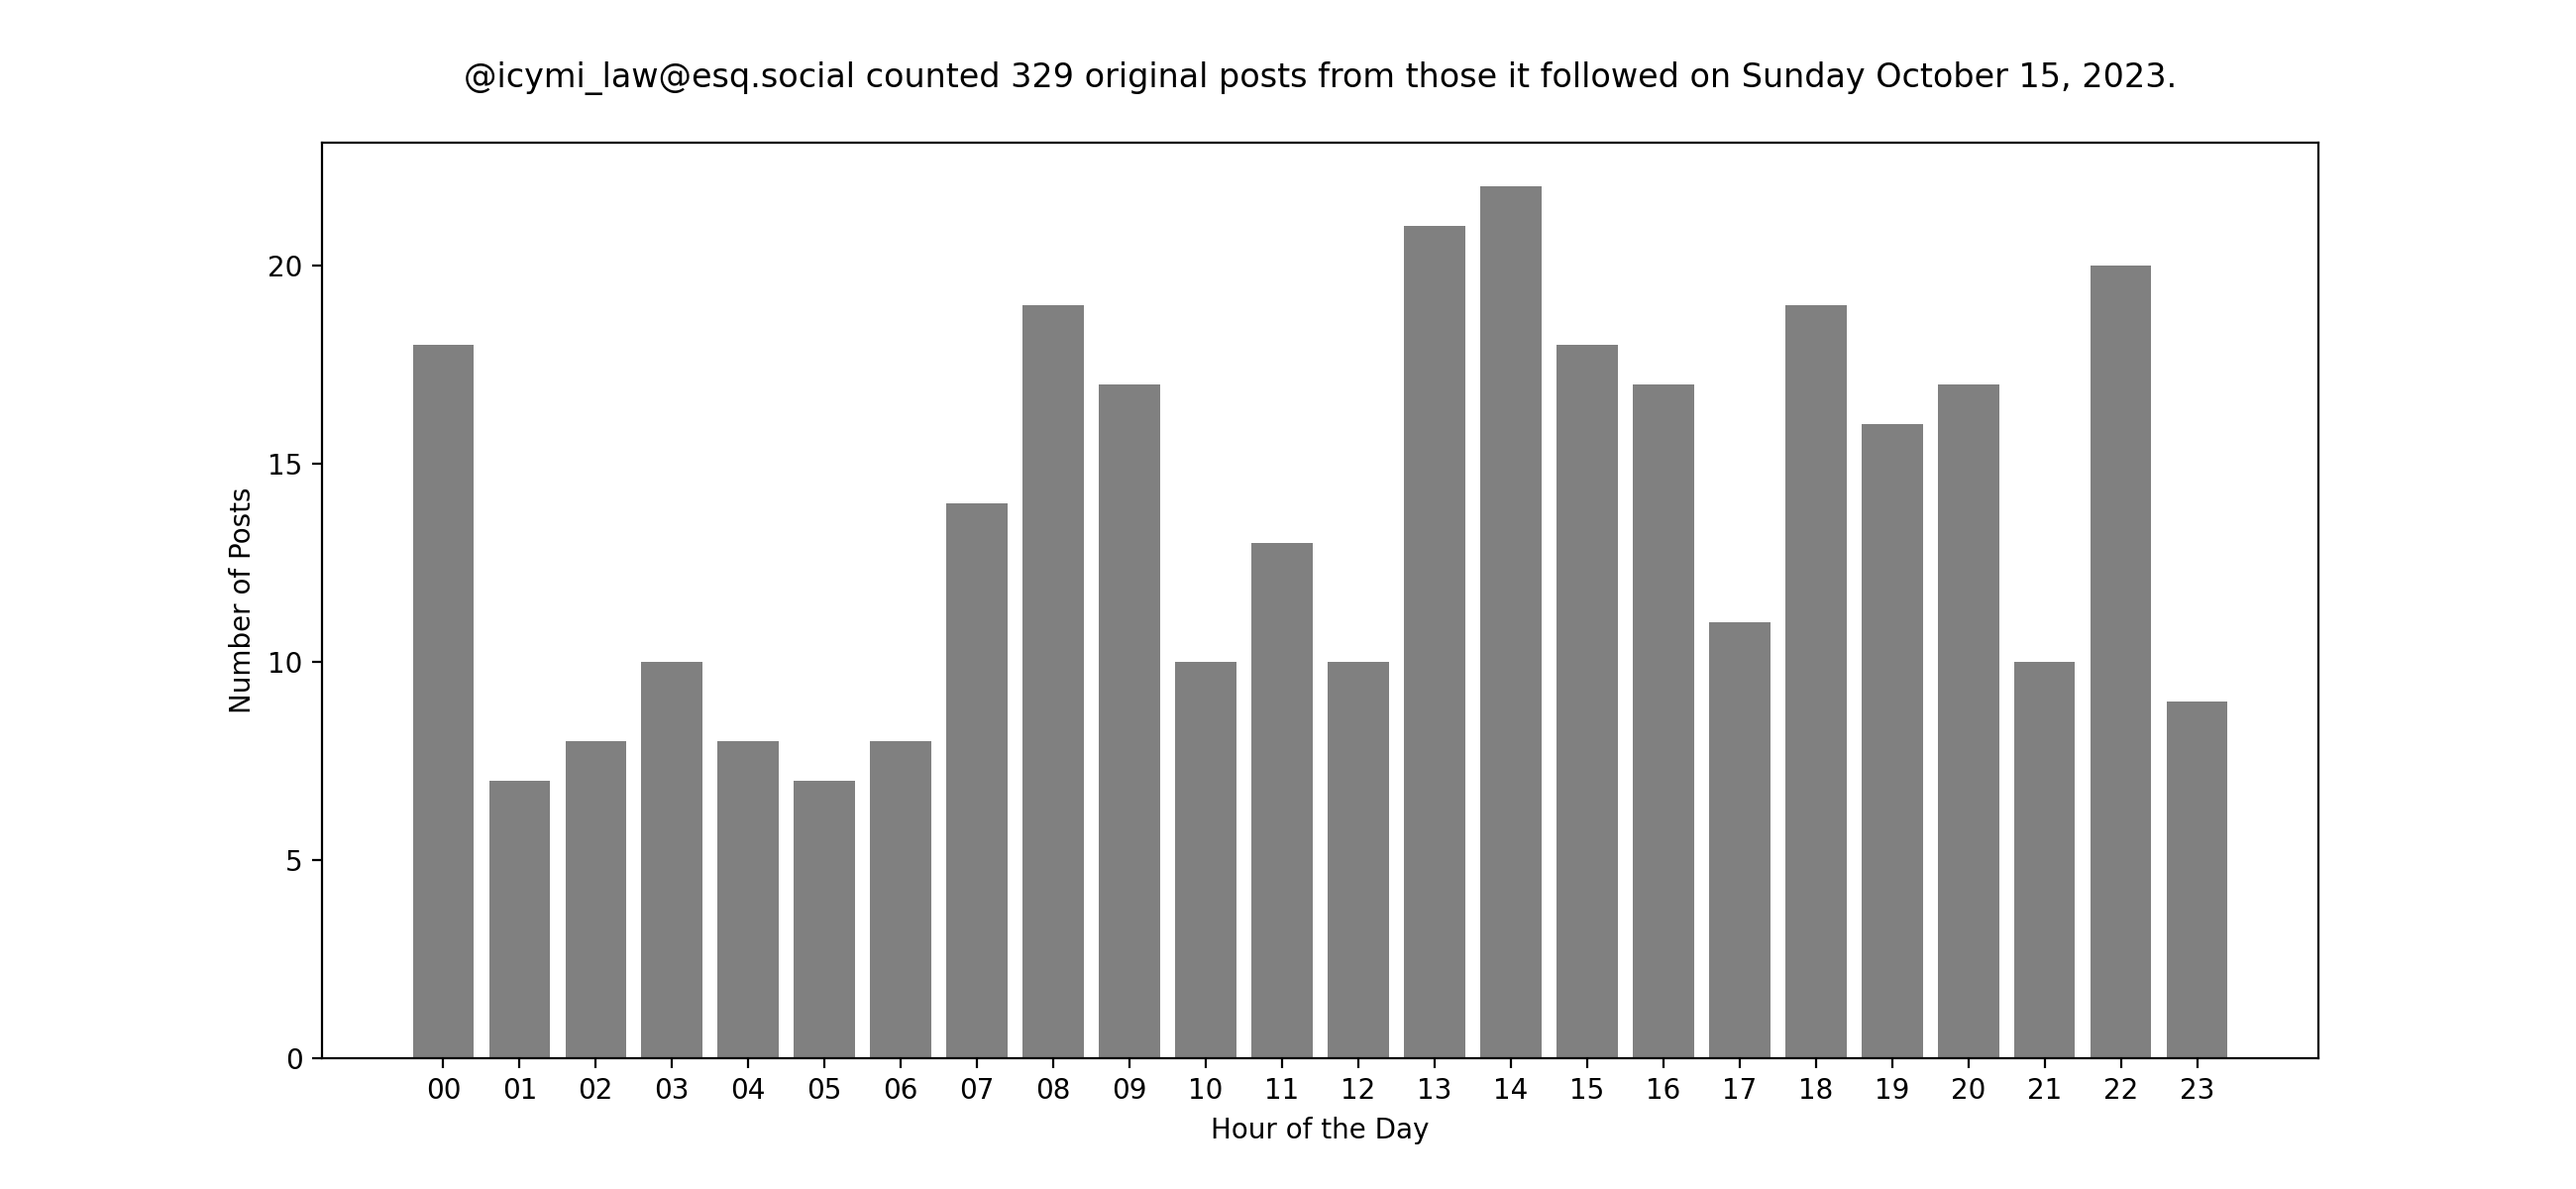 @icymi_law@esq.social counted 329 original posts from those it followed on Sunday October 15, 2023.
Number of Posts
20
15
10
5
0
00 01 02 03 04 05 06 07 08 09 10 11 12 13 14 15 16 17 18 19 20 21 22 23
Hour of the Day